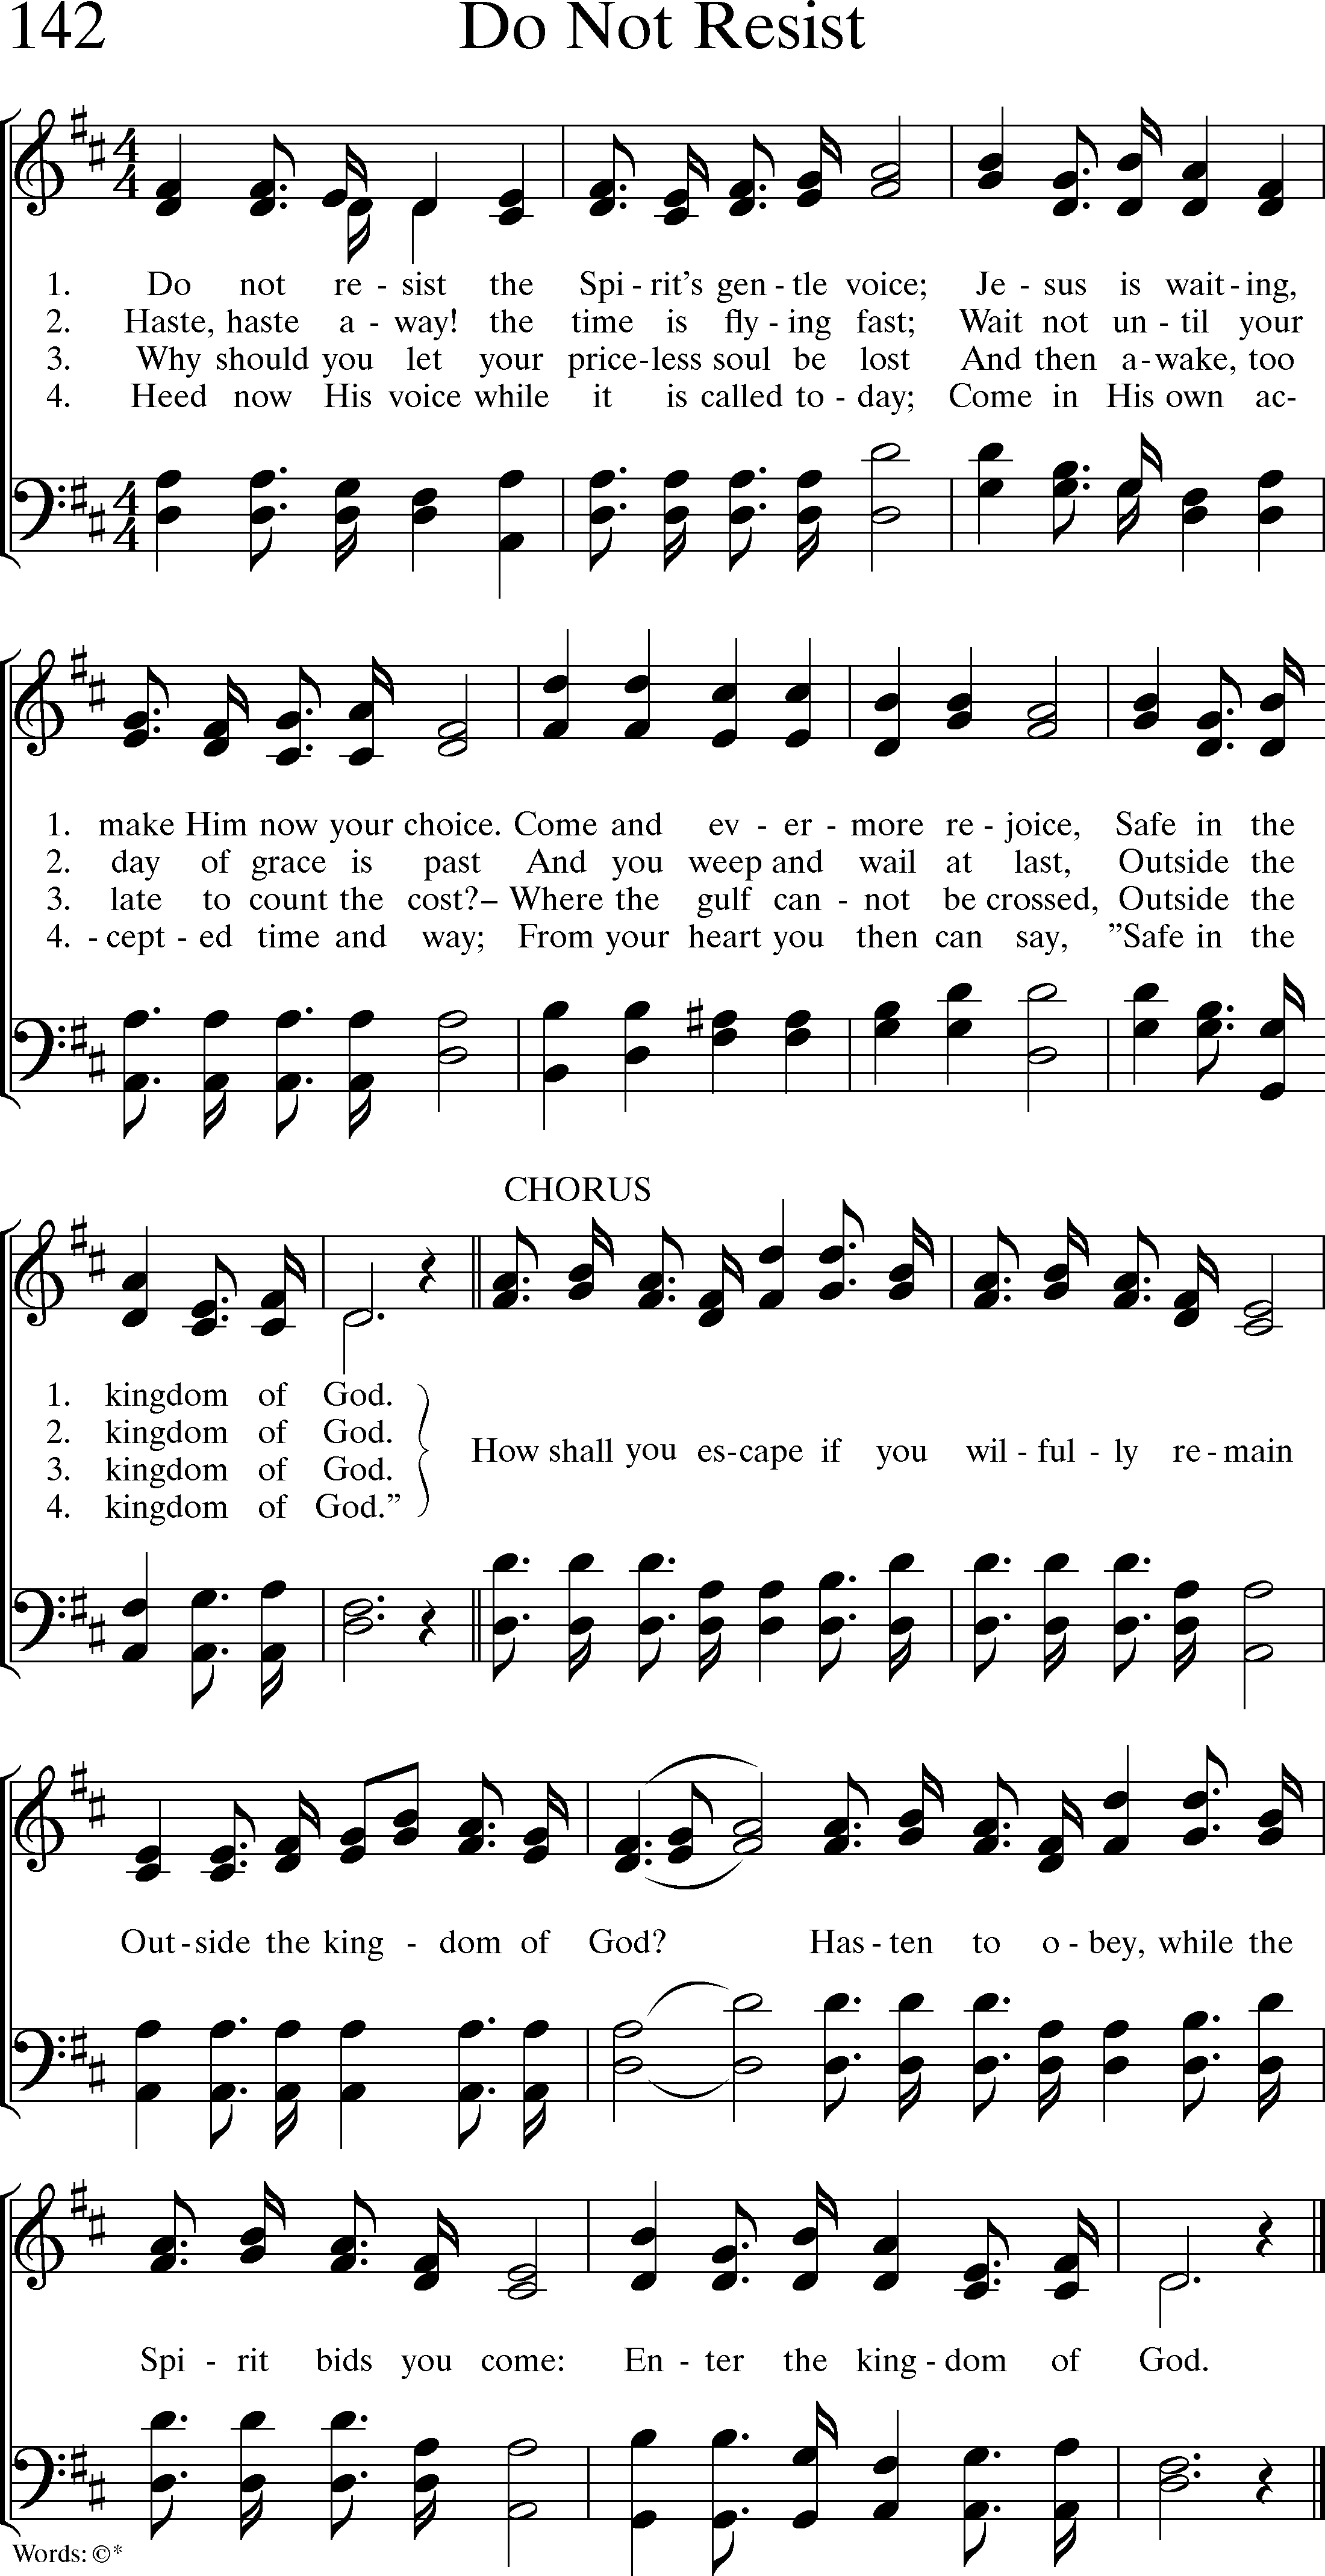 142 Do Not Resist
1. Do not re - sist the Spi - rit's gen - tle voice; Je - sus is wait - ing,
2. Haste, haste a - way! the time is fly - ing fast; Wait not un - til your
3. Why should you let your price - less soul be lost And then a - wake, too
4. Heed now His voice while it is called to - day; Come in His own ac-
1. make Him now your choice. Come and ev - er - more re - joice, Safe in the
2. day of grace is past And you weep and wail at last, Outside the
3. late to count the cost?– Where the gulf can - not be crossed, Outside the
4. - cept - ed time and way; From your heart you then can say, ”Safe in the
CHORUS
1. kingdom of God.
2. kingdom of God.
3. kingdom of God.
4. kingdom of God.”
How shall you es - cape if you wil - ful - ly re - main
Out - side the king - dom of God? Has - ten to o - bey, while the
Spi - rit bids you come: En - ter the king - dom of God.
Words: ©*